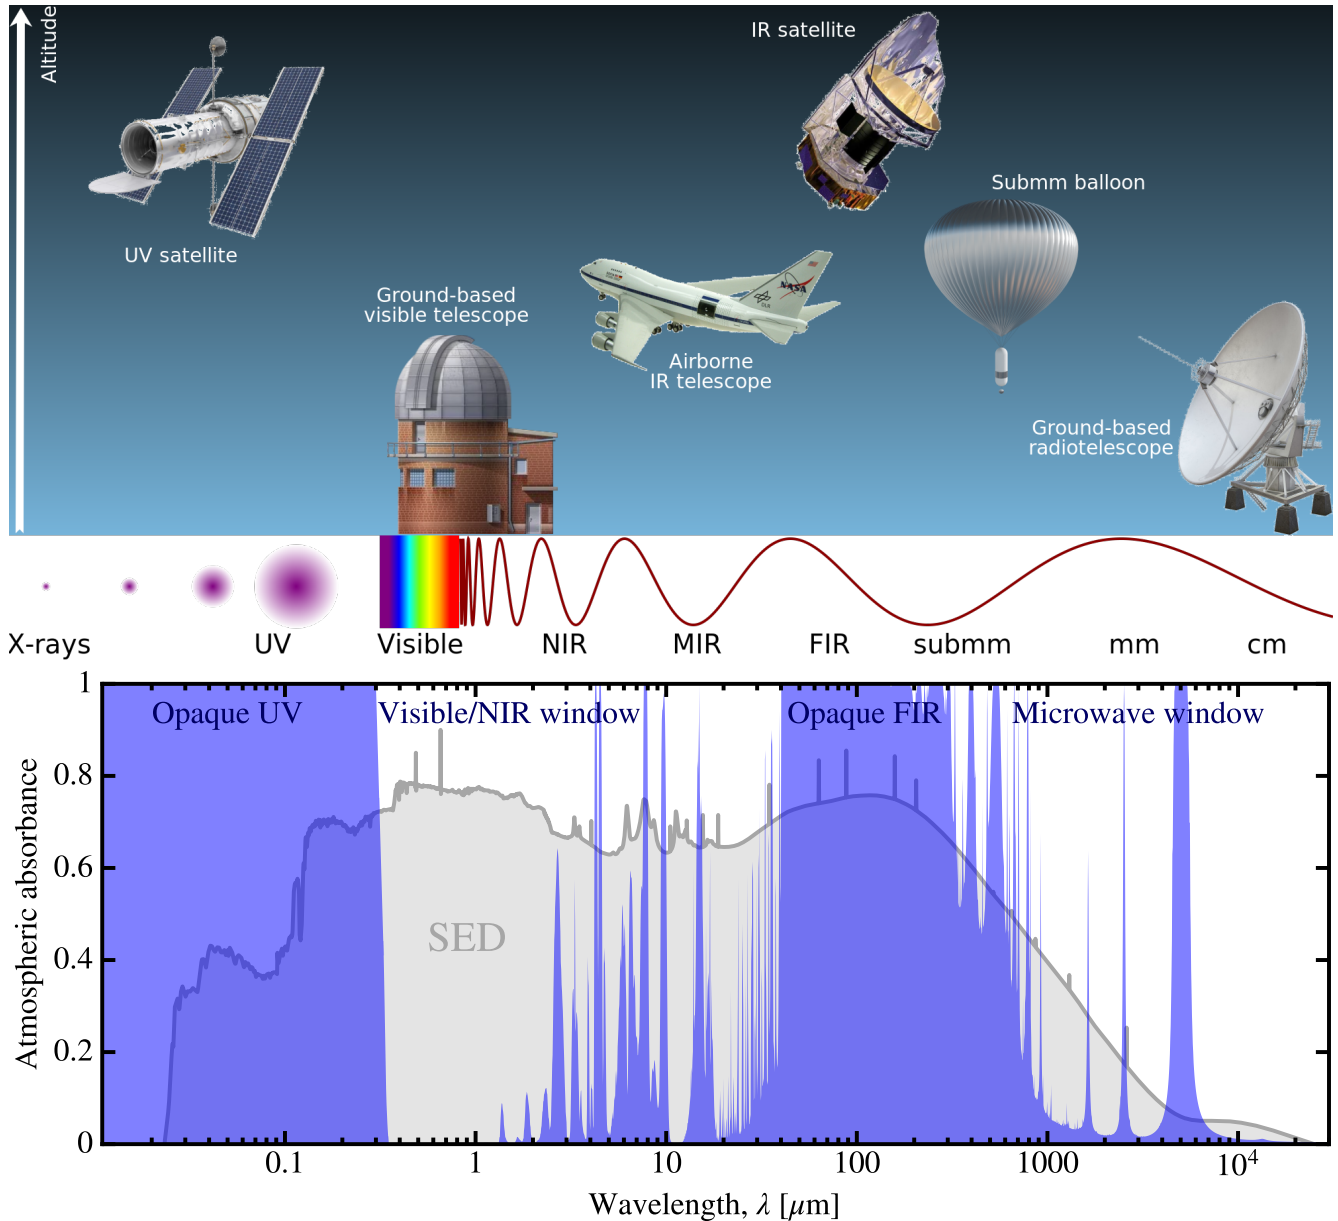 Altitude
IR satellite
Submm balloon
UV satellite
Ground-based
visible telescope
NASA
DLR
Airborne
IR telescope
Ground-based
radiotelescope
X-rays UV Visible NIR MIR FIR submm mm cm
Opaque UV Visible/NIR window Opaque FIR Microwave window
SED
Atmospheric absorbance
1
0.8
0.6
0.4
0.2
0
0.1 1 10 100 1000 10⁴
Wavelength, λ [μm]